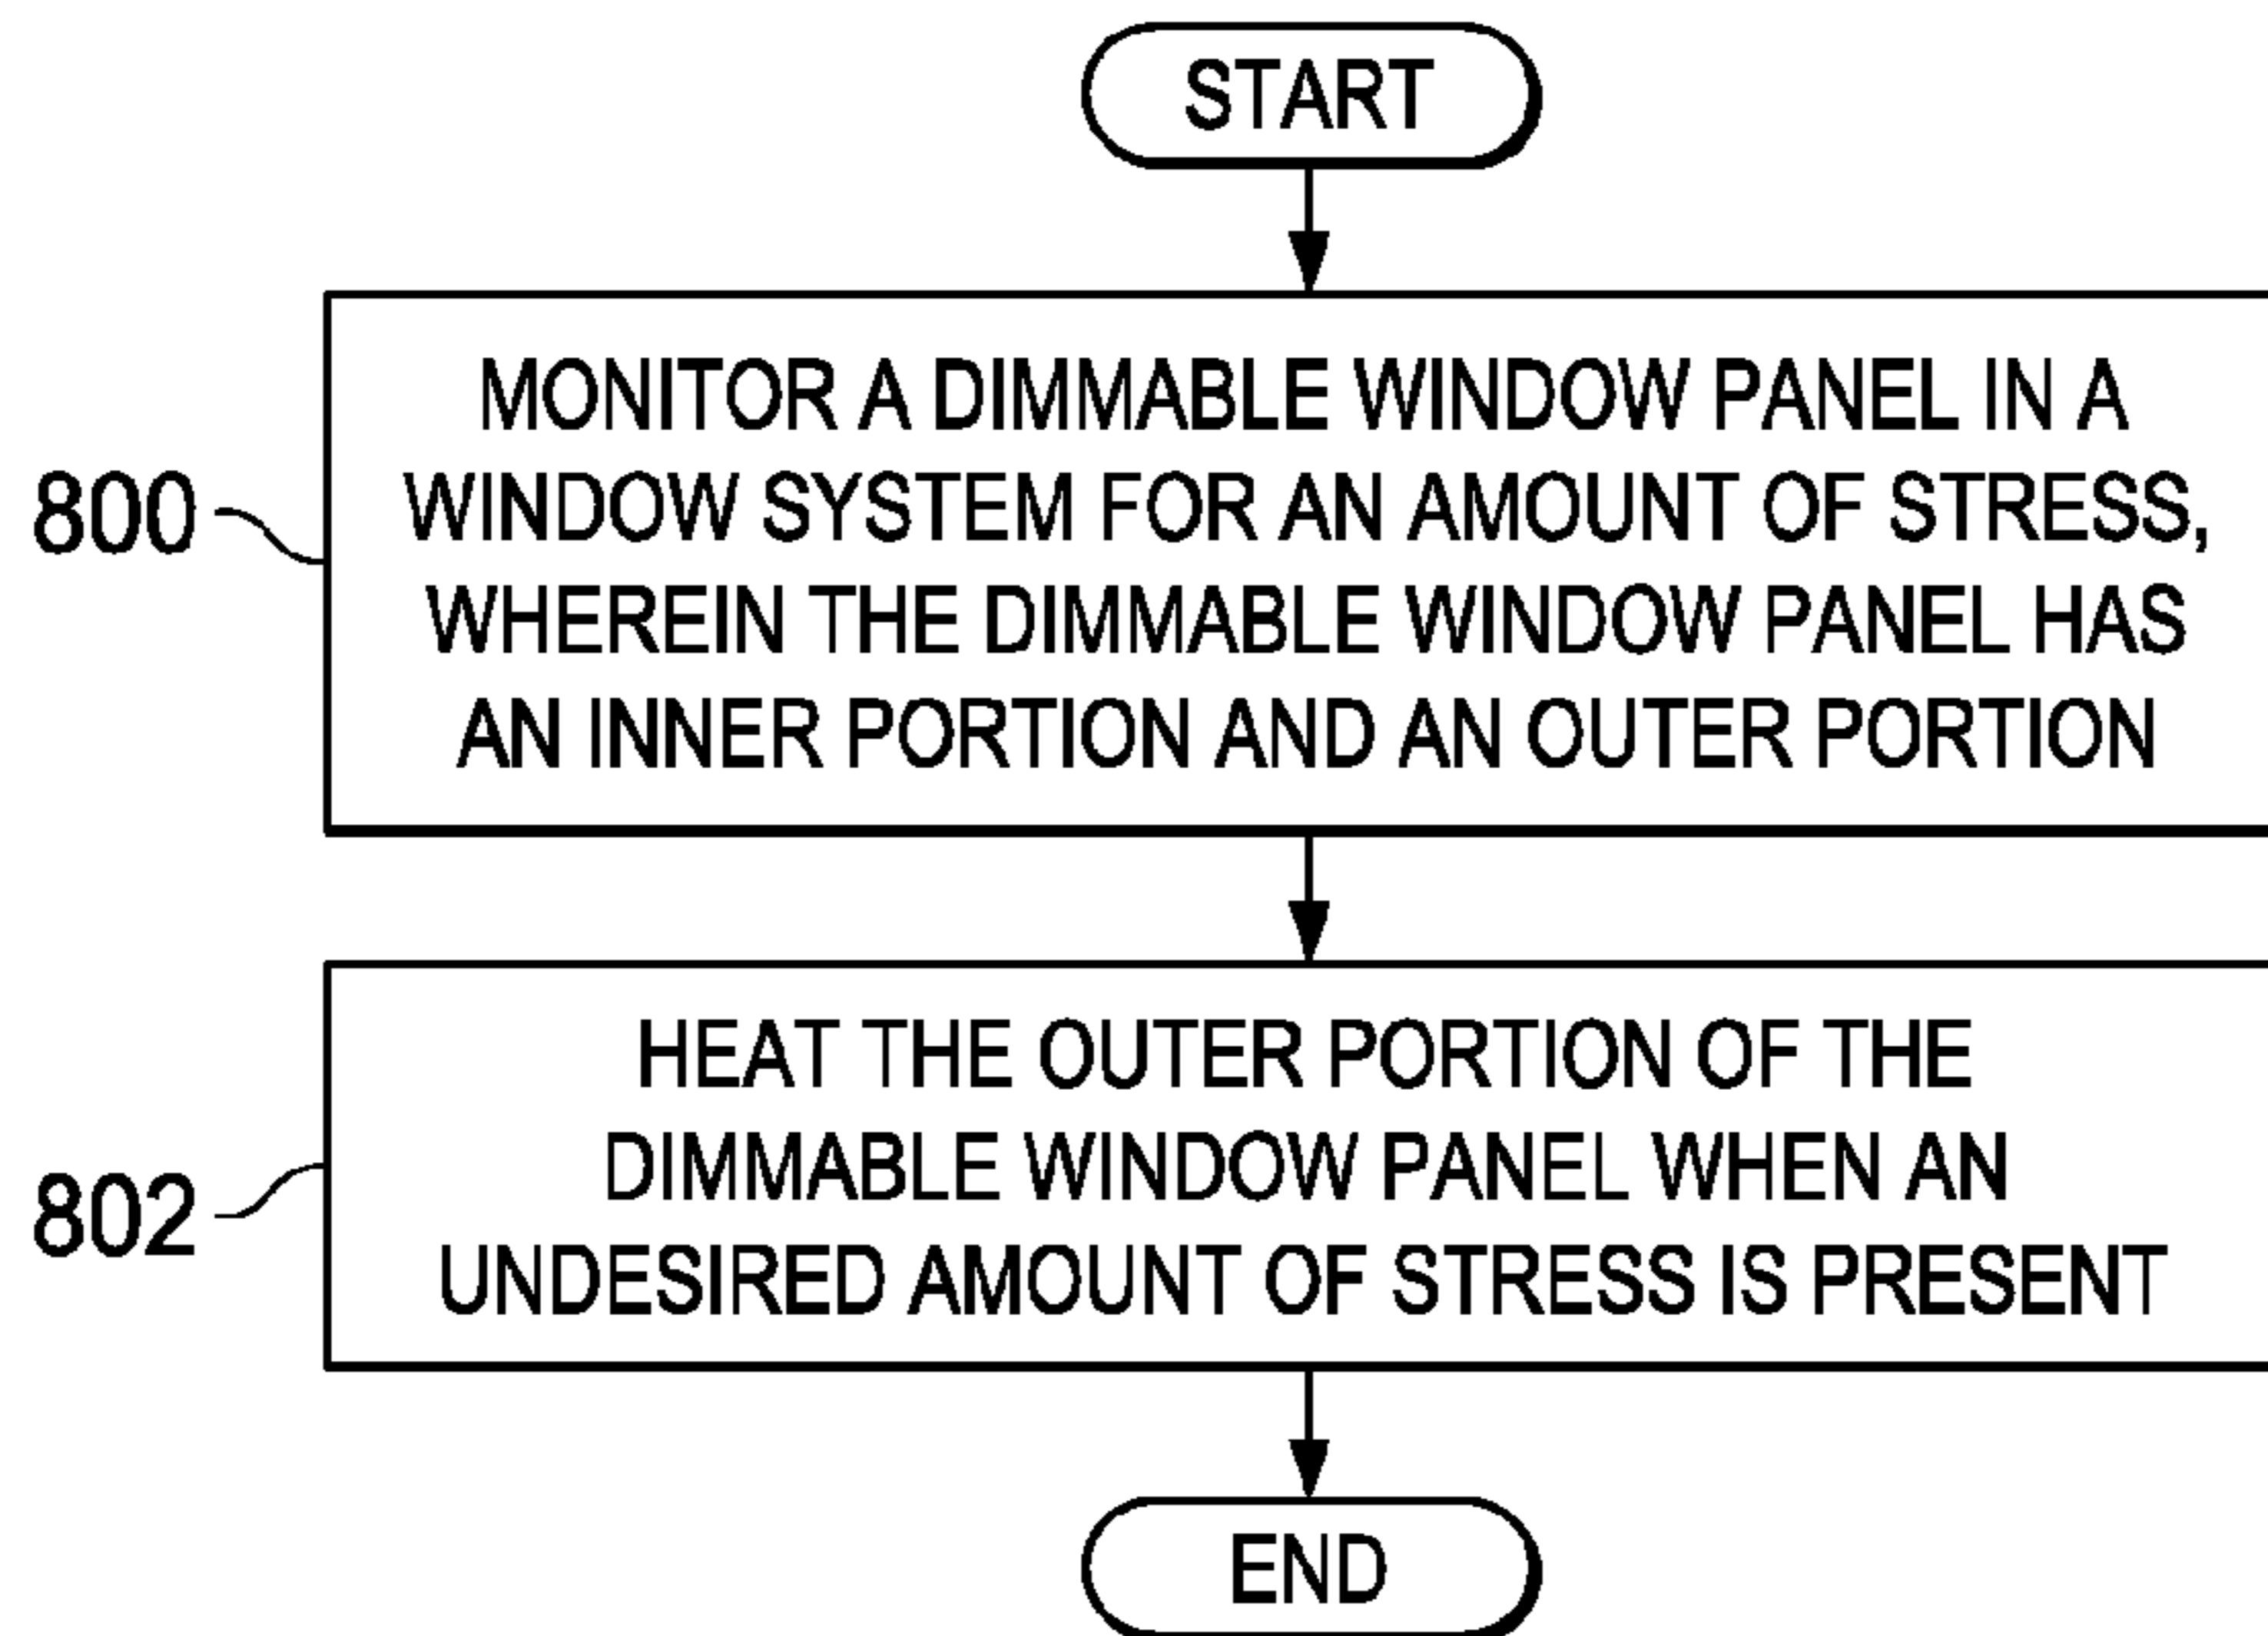 START
MONITOR A DIMMABLE WINDOW PANEL IN A
WINDOW SYSTEM FOR AN AMOUNT OF STRESS,
WHEREIN THE DIMMABLE WINDOW PANEL HAS
AN INNER PORTION AND AN OUTER PORTION
800
HEAT THE OUTER PORTION OF THE
DIMMABLE WINDOW PANEL WHEN AN
UNDESIRED AMOUNT OF STRESS IS PRESENT
802
END